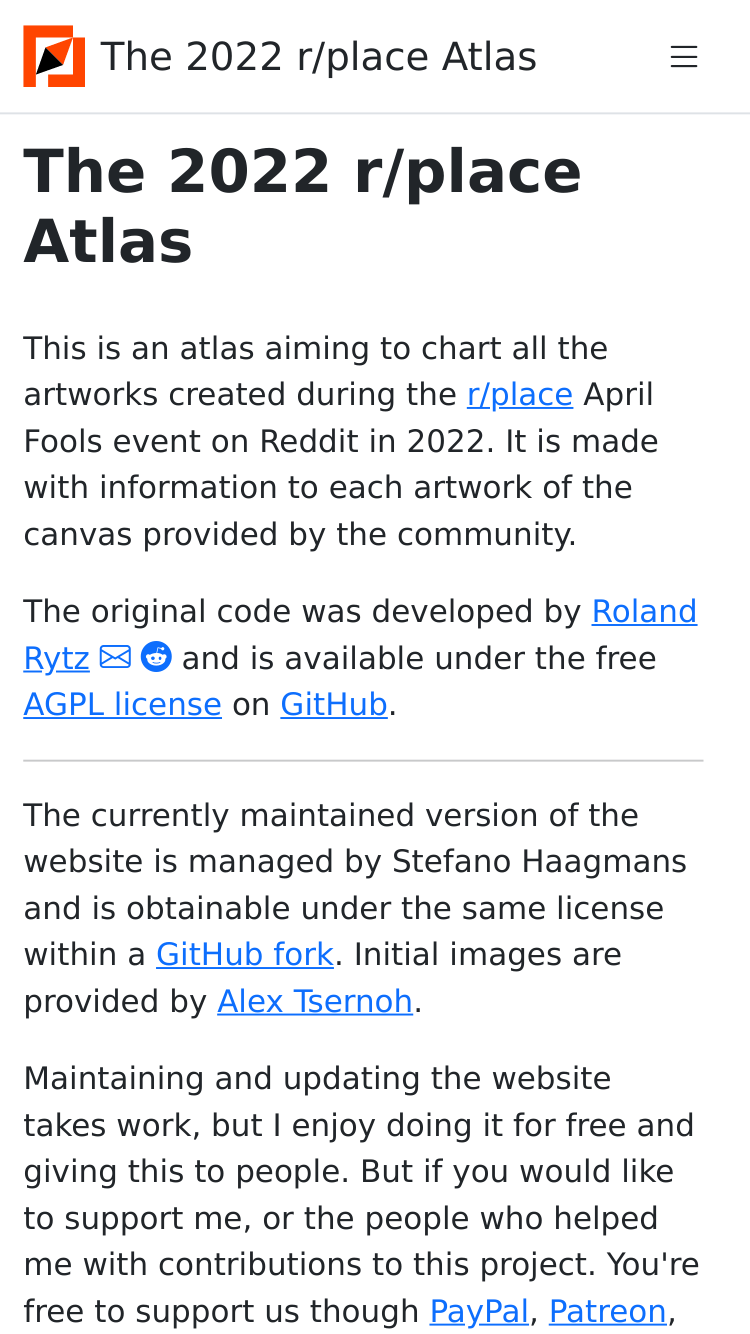 The 2022 r/place Atlas
The 2022 r/place
Atlas
This is an atlas aiming to chart all the
artworks created during the r/place April
Fools event on Reddit in 2022. It is made
with information to each artwork of the
canvas provided by the community.
The original code was developed by Roland
Rytz and is available under the free
AGPL license on GitHub.
The currently maintained version of the
website is managed by Stefano Haagmans
and is obtainable under the same license
within a GitHub fork. Initial images are
provided by Alex Tsernoh.
Maintaining and updating the website
takes work, but I enjoy doing it for free and
giving this to people. But if you would like
to support me, or the people who helped
me with contributions to this project. You're
free to support us though PayPal, Patreon,